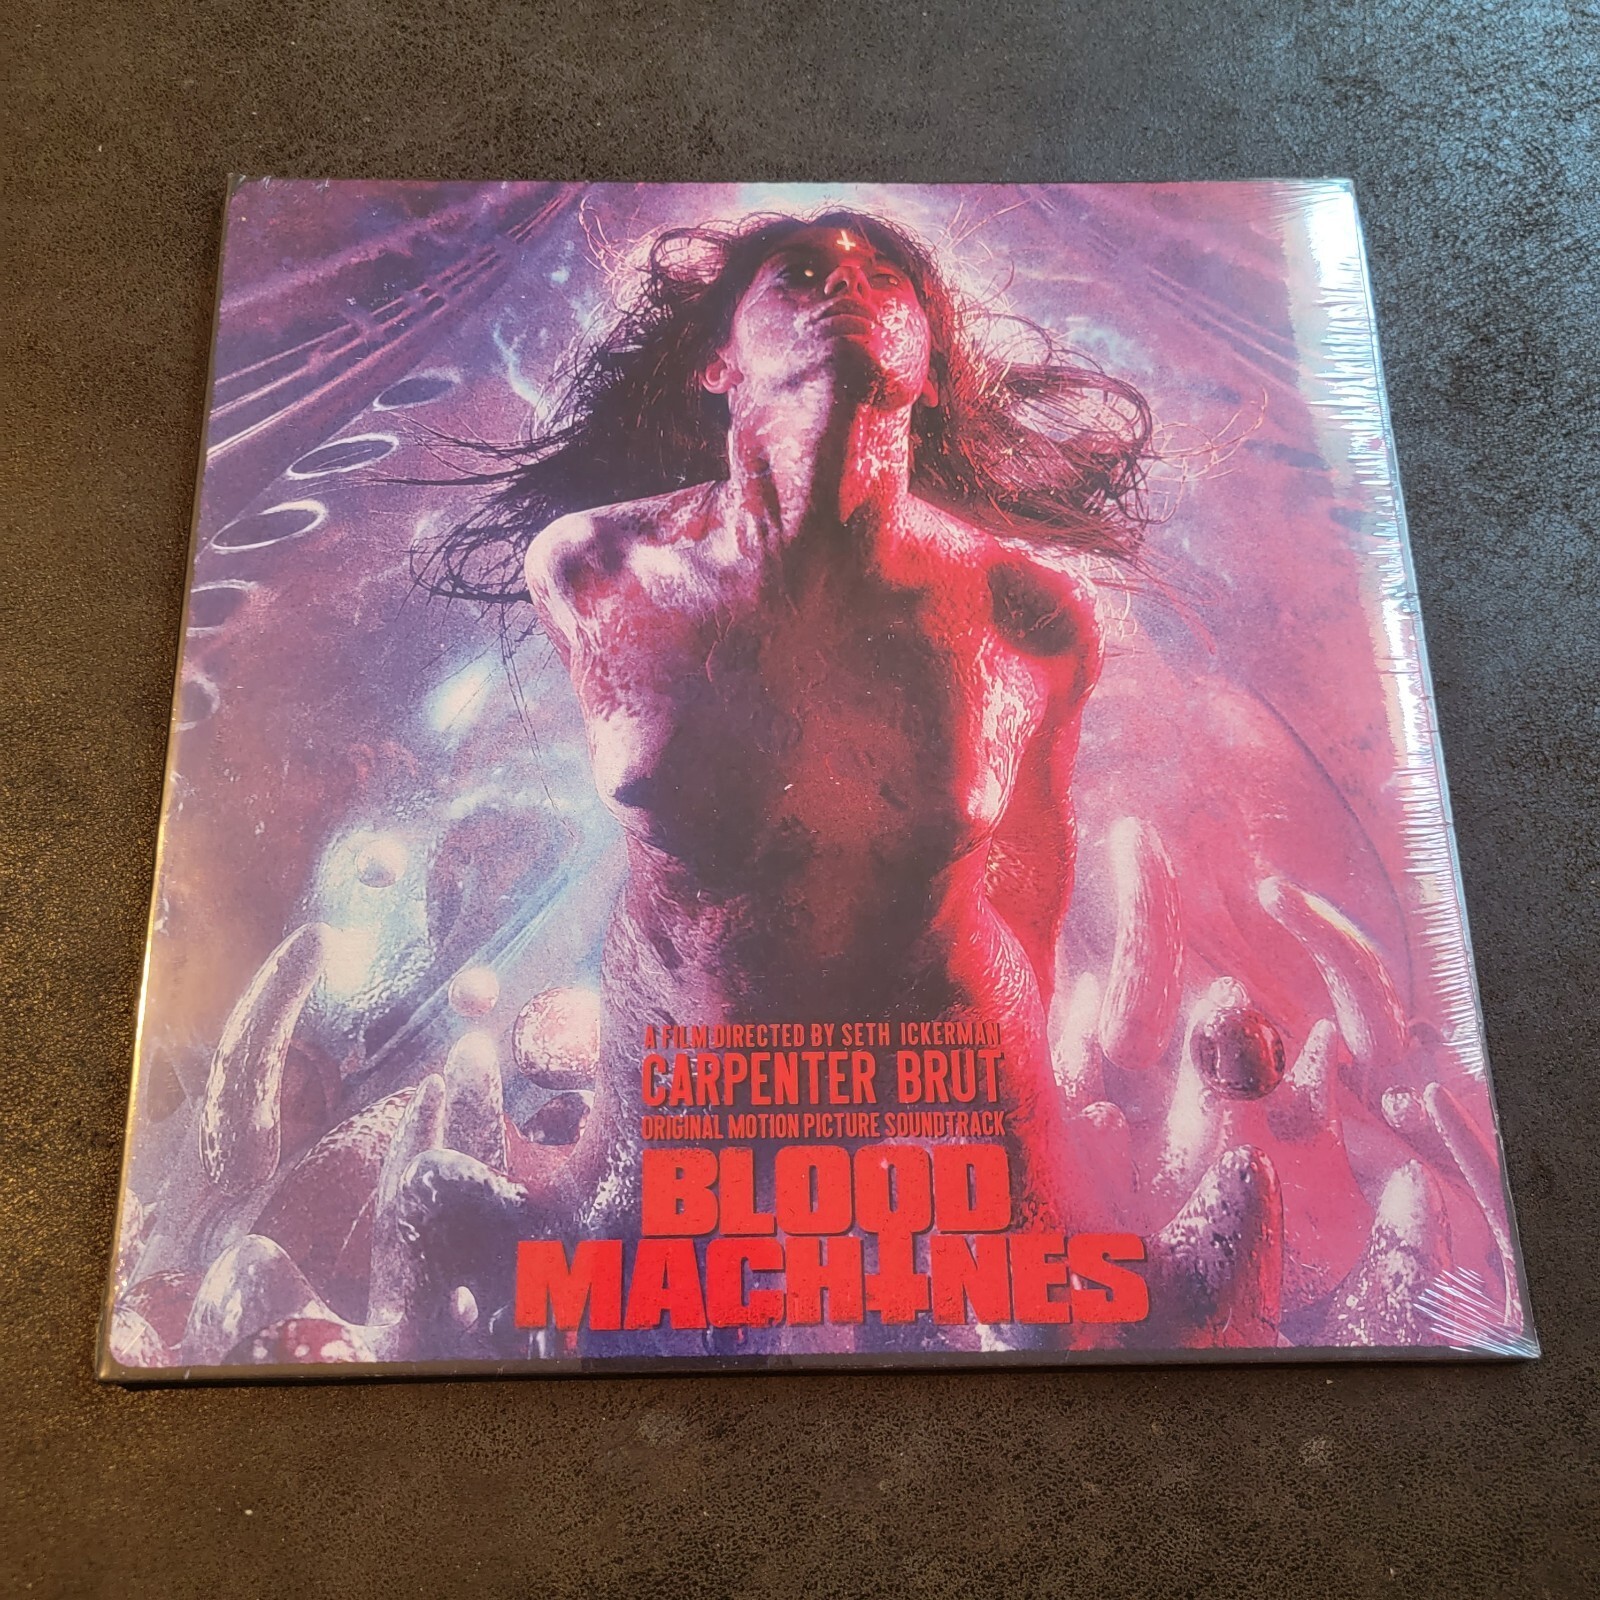 A FILM DIRECTED BY SETH ICKERMAN
CARPENTER BRUT
ORIGINAL MOTION PICTURE SOUNDTRACK
BLOOD
MACHINES